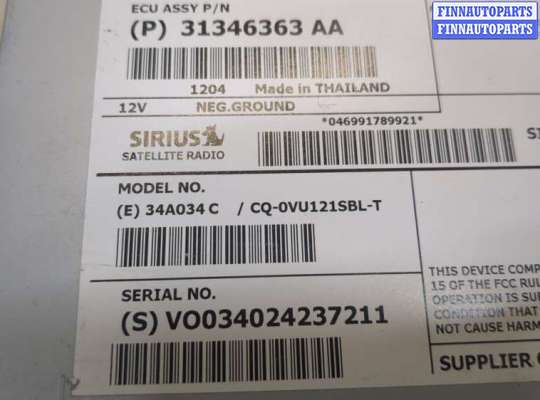 FINNAUTOPARTS
FINNAUTOPARTS
ECU ASSY P/N
(P) 31346363 AA
1204 Made in THAILAND
12V NEG.GROUND
*046991789921*
SIRIUS
SATELLITE RADIO
MODEL NO.
(E) 34A034 C / CQ-0VU121SBL-T
THIS DEVICE COMP
15 OF THE FCC RUL
OPERATION IS SUB
CONDITION THAT
NOT CAUSE HARM
SERIAL NO.
(S) VO034024237211
SUPPLIER